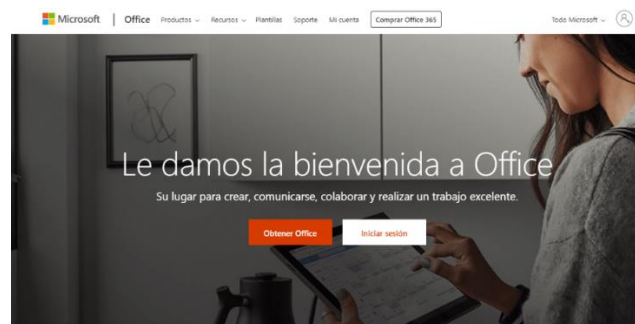 Microsoft | Office Productos Recursos Plantillas Soporte Mi cuenta Comprar Office 365 Todo Microsoft
Le damos la bienvenida a Office
Su lugar para crear, comunicarse, colaborar y realizar un trabajo excelente.
Obtener Office Iniciar sesión